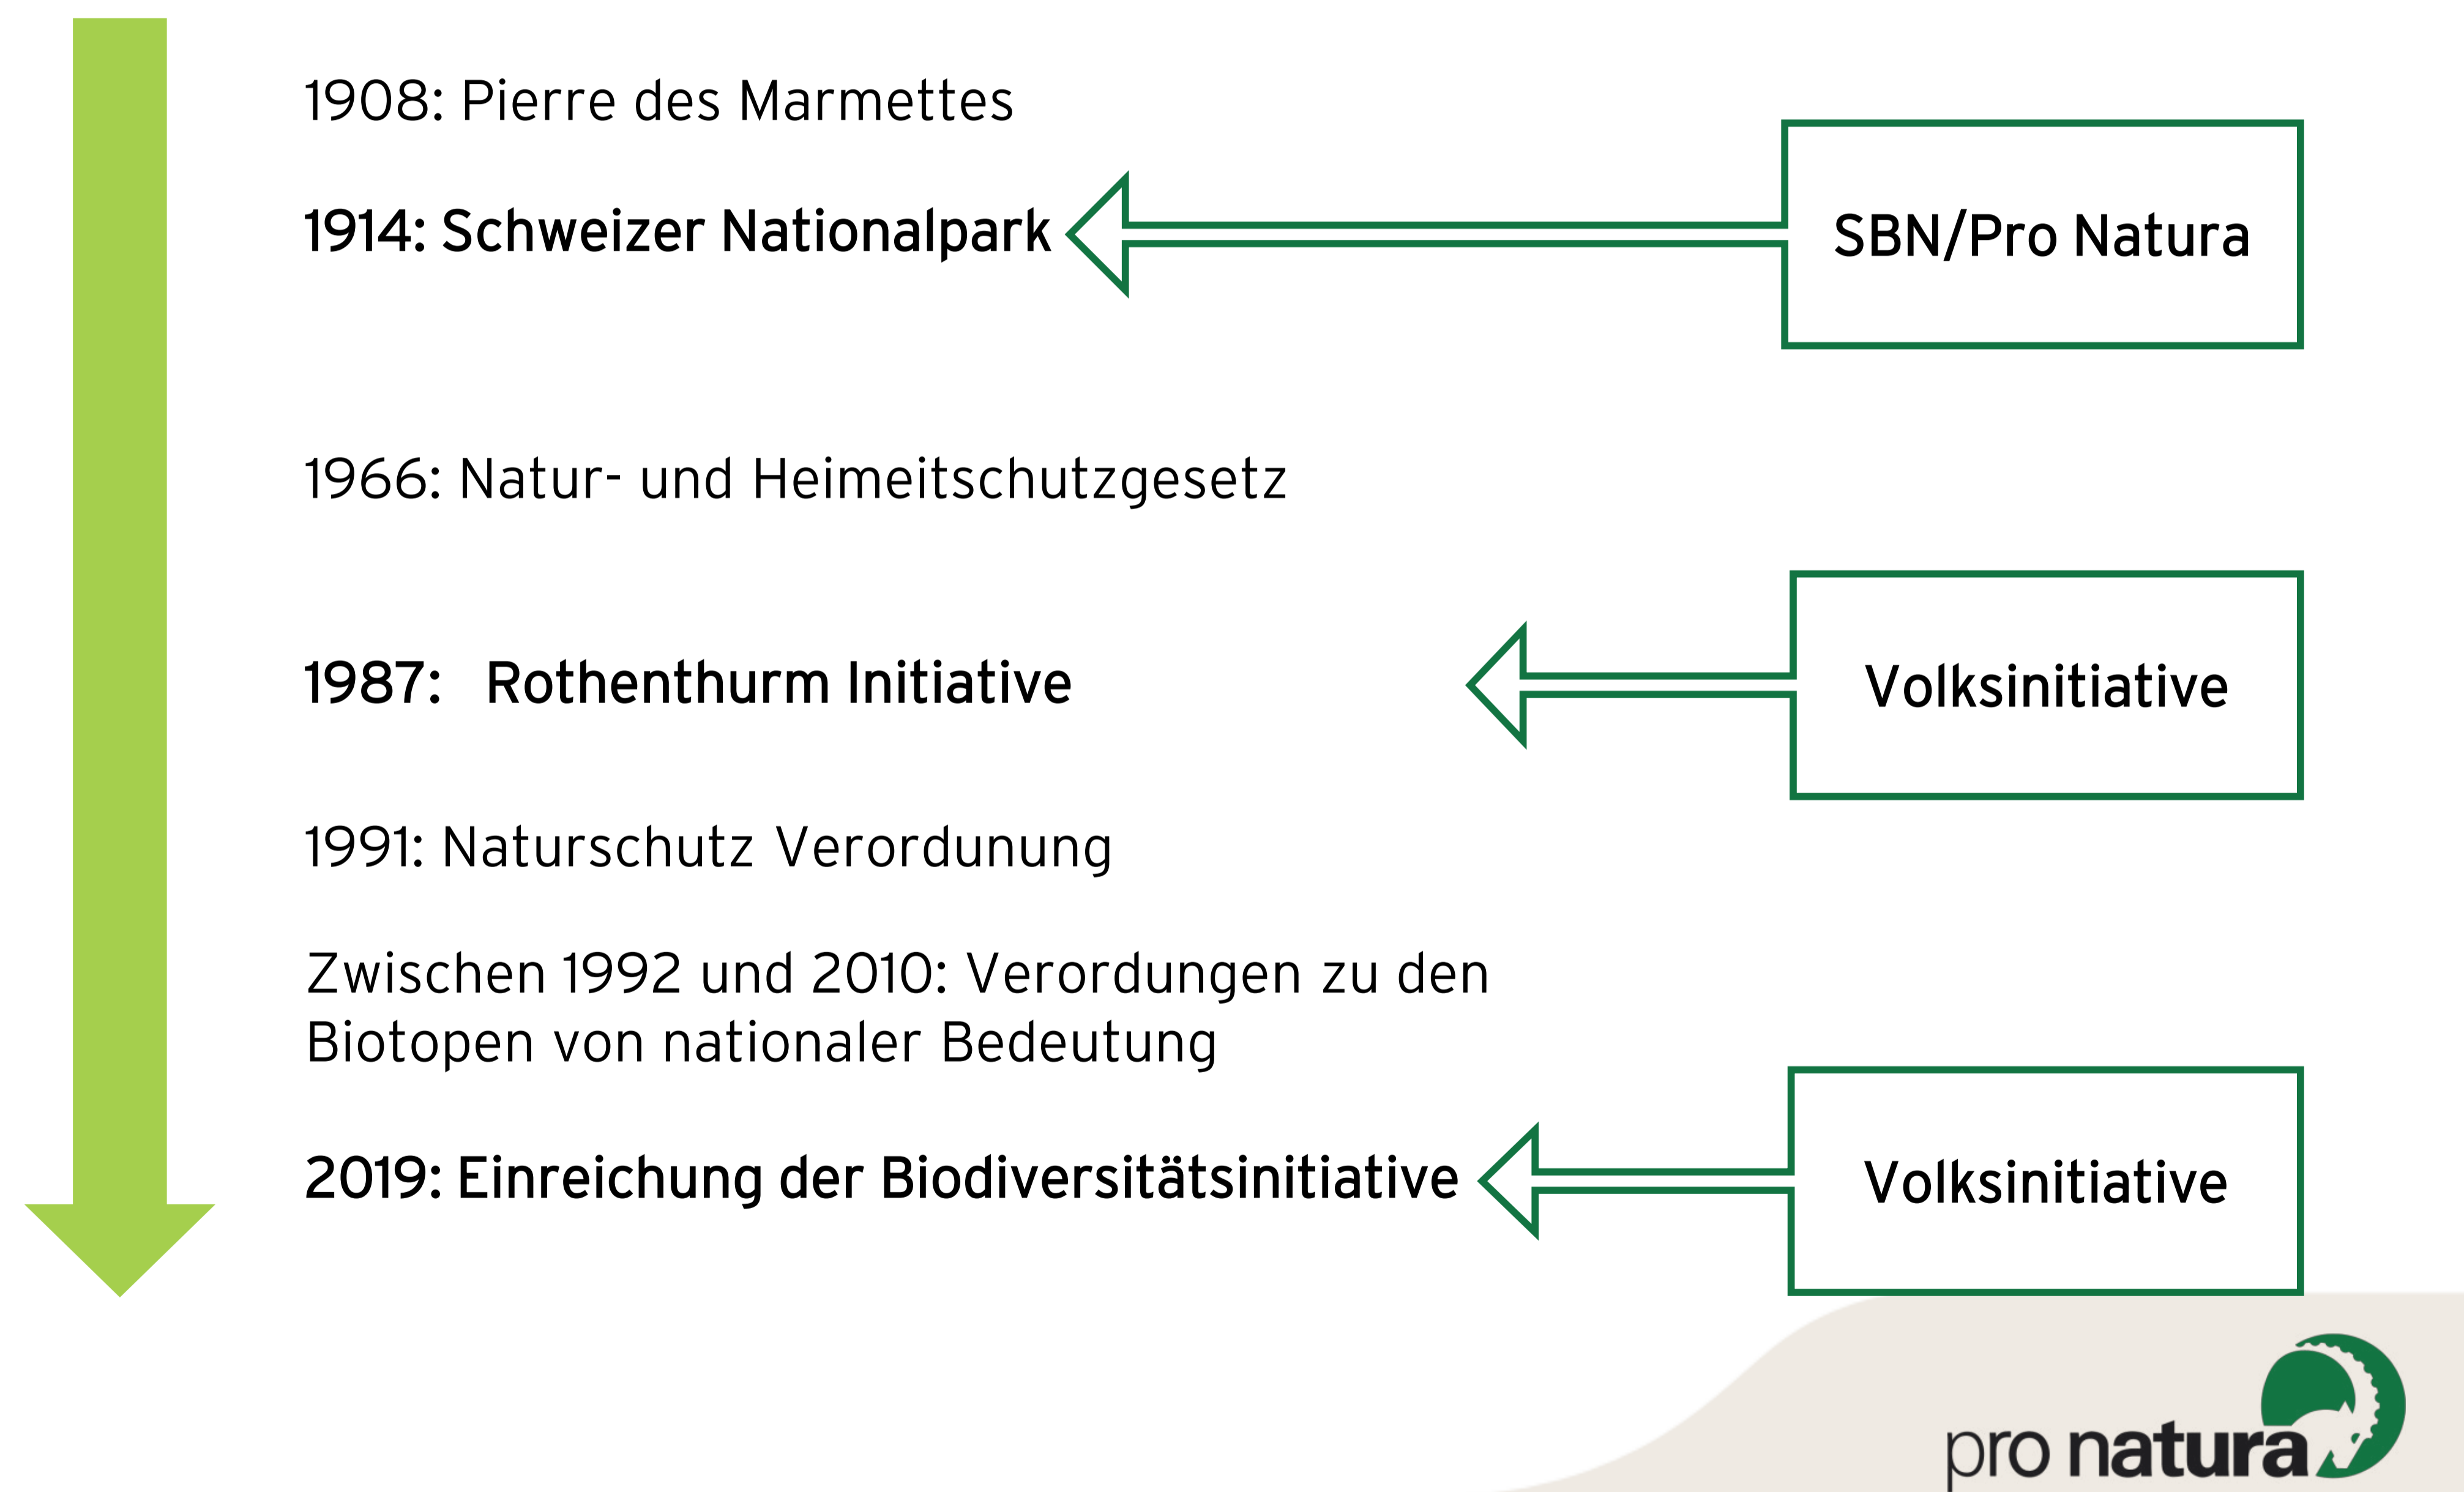 1908: Pierre des Marmettes
1914: Schweizer Nationalpark
SBN/Pro Natura
1966: Natur- und Heimeitschutzgesetz
1987: Rothenthurm Initiative
Volksinitiative
1991: Naturschutz Verordunung
Zwischen 1992 und 2010: Verordungen zu den
Biotopen von nationaler Bedeutung
2019: Einreichung der Biodiversitätsinitiative
Volksinitiative
pro natura